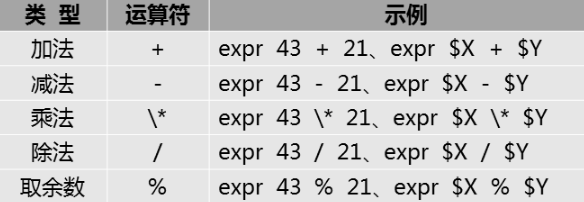 类 型 运算符 示例
加法 + expr 43 + 21、expr $X + $Y
减法 - expr 43 - 21、expr $X - $Y
乘法 \* expr 43 \* 21、expr $X \* $Y
除法 / expr 43 / 21、expr $X / $Y
取余数 % expr 43 % 21、expr $X % $Y